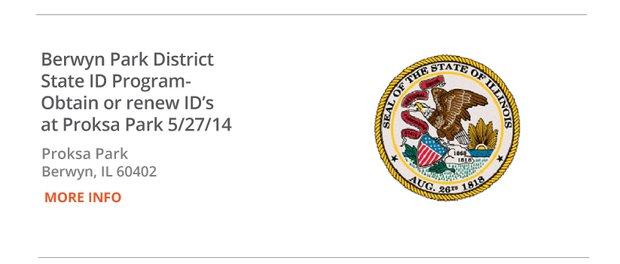 Berwyn Park District
State ID Program-
Obtain or renew ID’s
at Proksa Park 5/27/14
Proksa Park
Berwyn, IL 60402
MORE INFO
SEAL OF THE STATE OF ILLINOIS
1868
1818
AUG. 26TH 1818